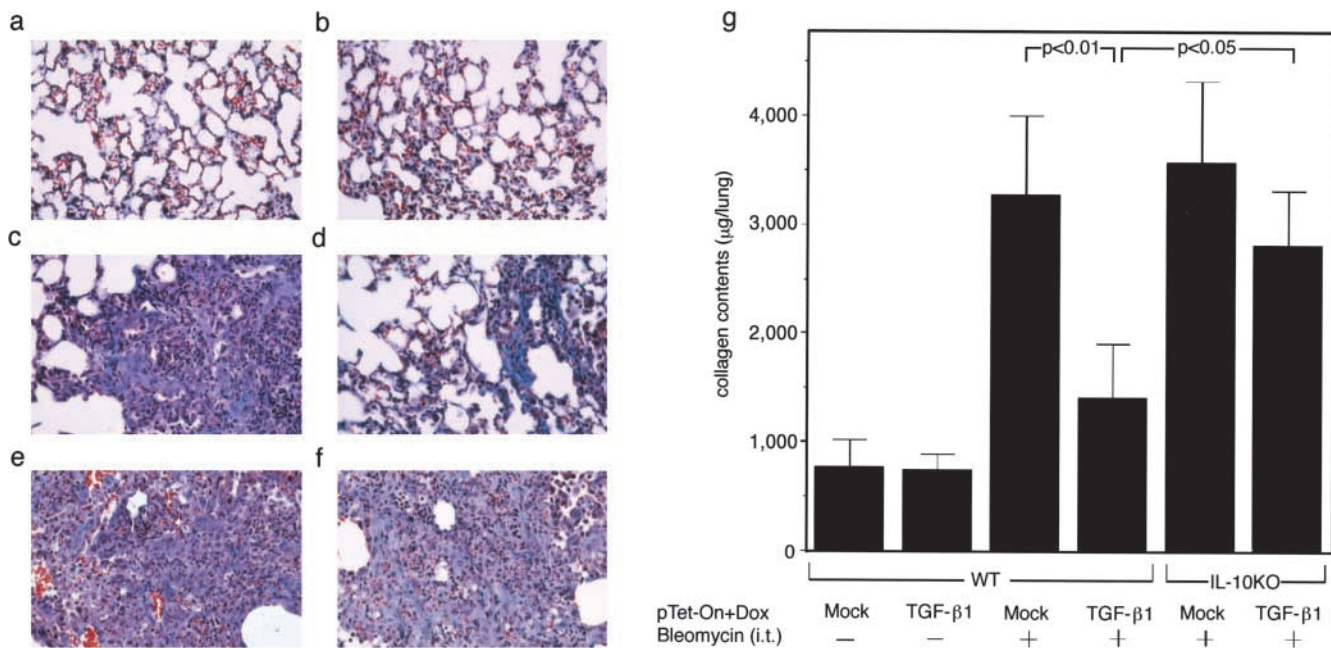 a
b
c
d
e
f
g
p<0.01
p<0.05
collagen contents (µg/lung)
4,000
3,000
2,000
1,000
0
WT
IL-10KO
pTet-On+Dox Mock TGF-β1 Mock TGF-β1 Mock TGF-β1
Bleomycin (i.t.) − − + + + +